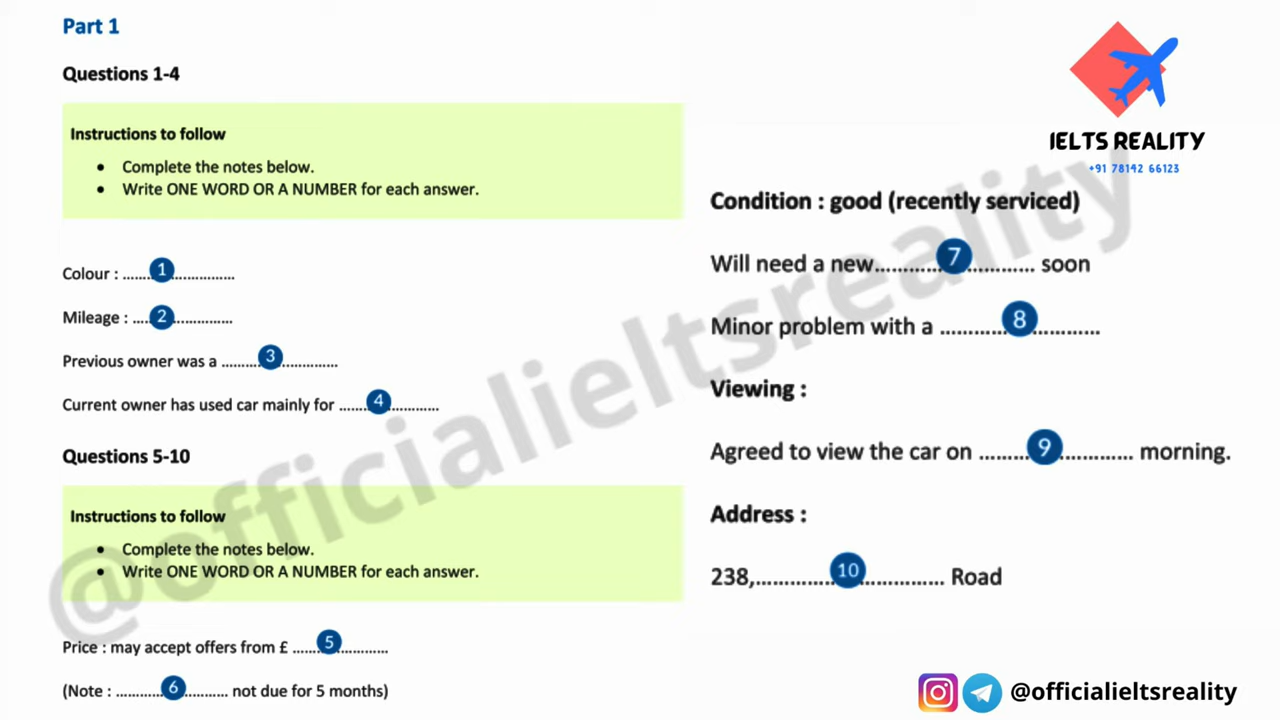 Part 1
Questions 1-4
Instructions to follow
• Complete the notes below.
• Write ONE WORD OR A NUMBER for each answer.
Colour : ......1...............
Mileage : ....2...............
Previous owner was a ..........3...............
Current owner has used car mainly for .......4.............
Questions 5-10
Instructions to follow
• Complete the notes below.
• Write ONE WORD OR A NUMBER for each answer.
Price : may accept offers from £ ......5.............
(Note : ............6........... not due for 5 months)
IELTS REALITY
+91 78142 66123
Condition : good (recently serviced)
Will need a new............7............ soon
Minor problem with a ............8............
Viewing :
Agreed to view the car on .........9............. morning.
Address :
238,..............10............... Road
@officialieltsreality
@officialieltsreality